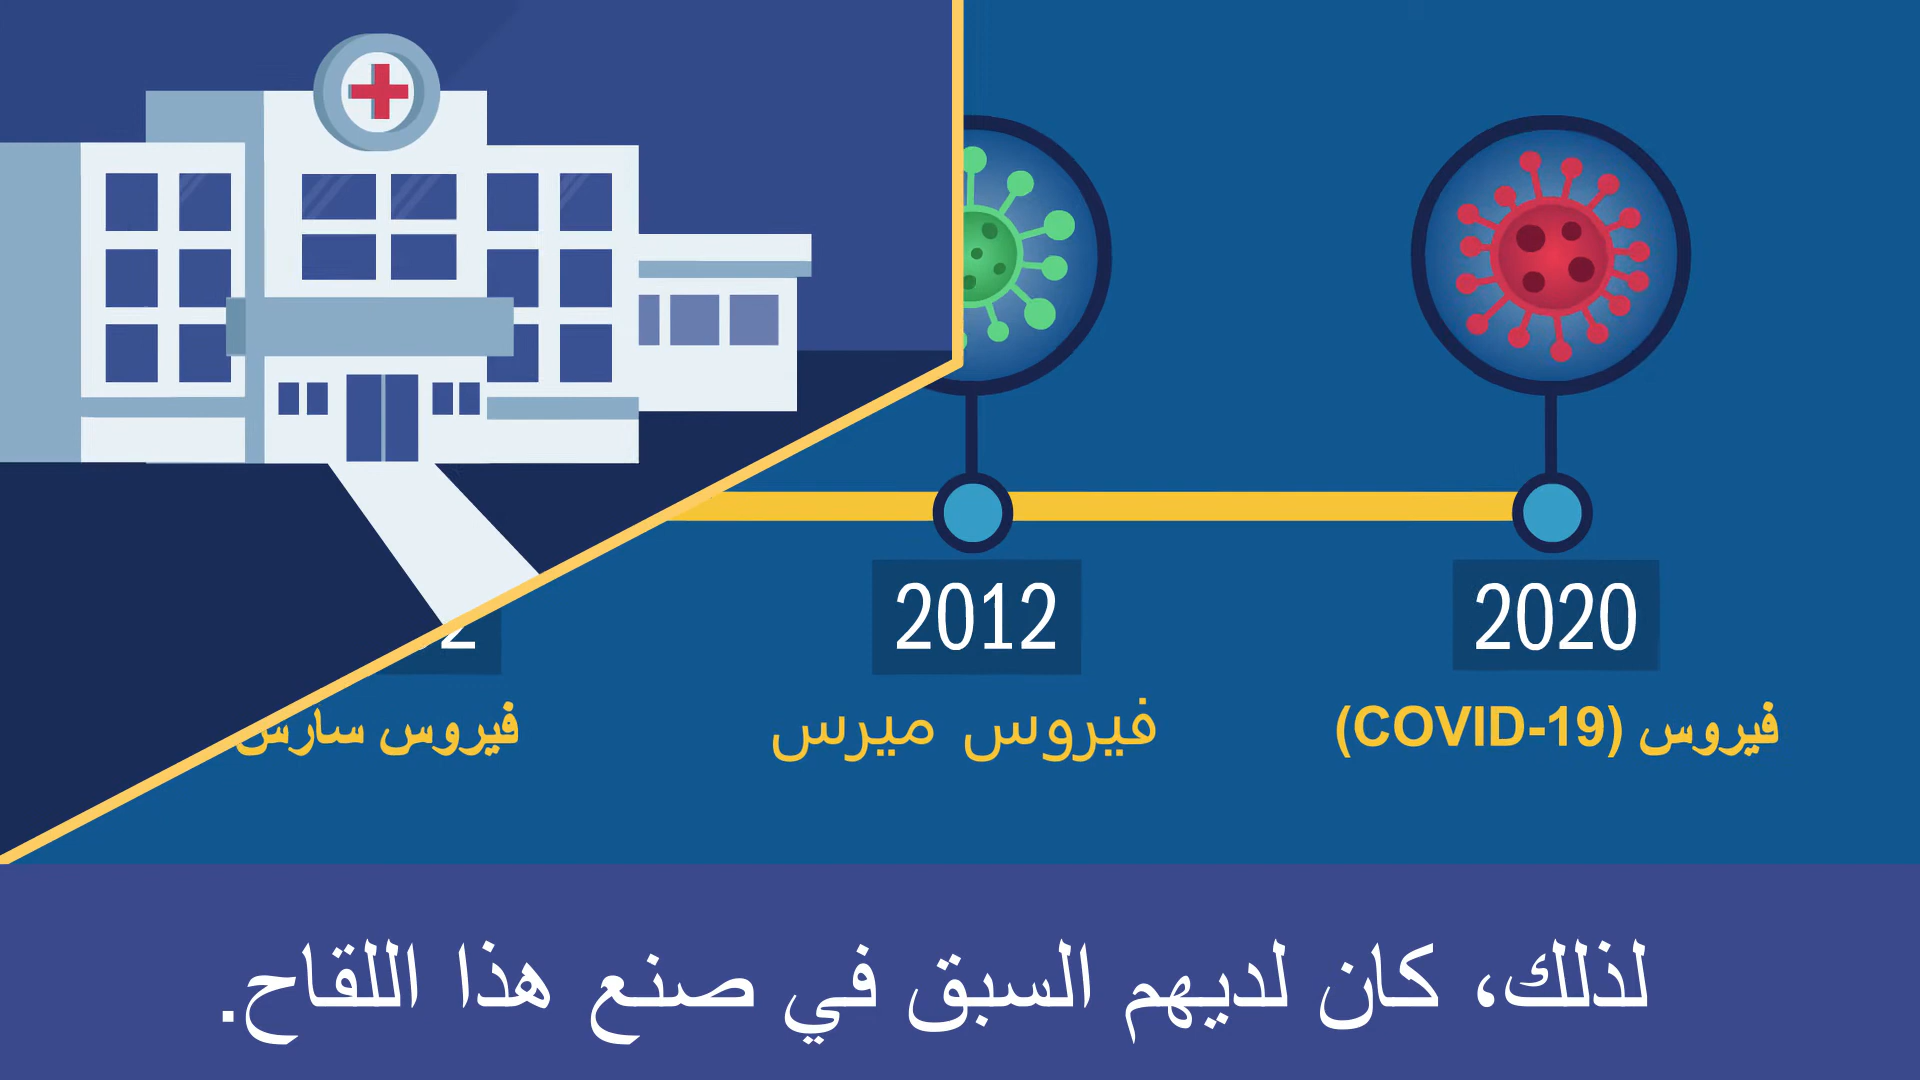 2012
2020
فيروس سارس
فيروس ميرس
فيروس (COVID-19)
لذلك، كان لديهم السبق في صنع هذا اللقاح.